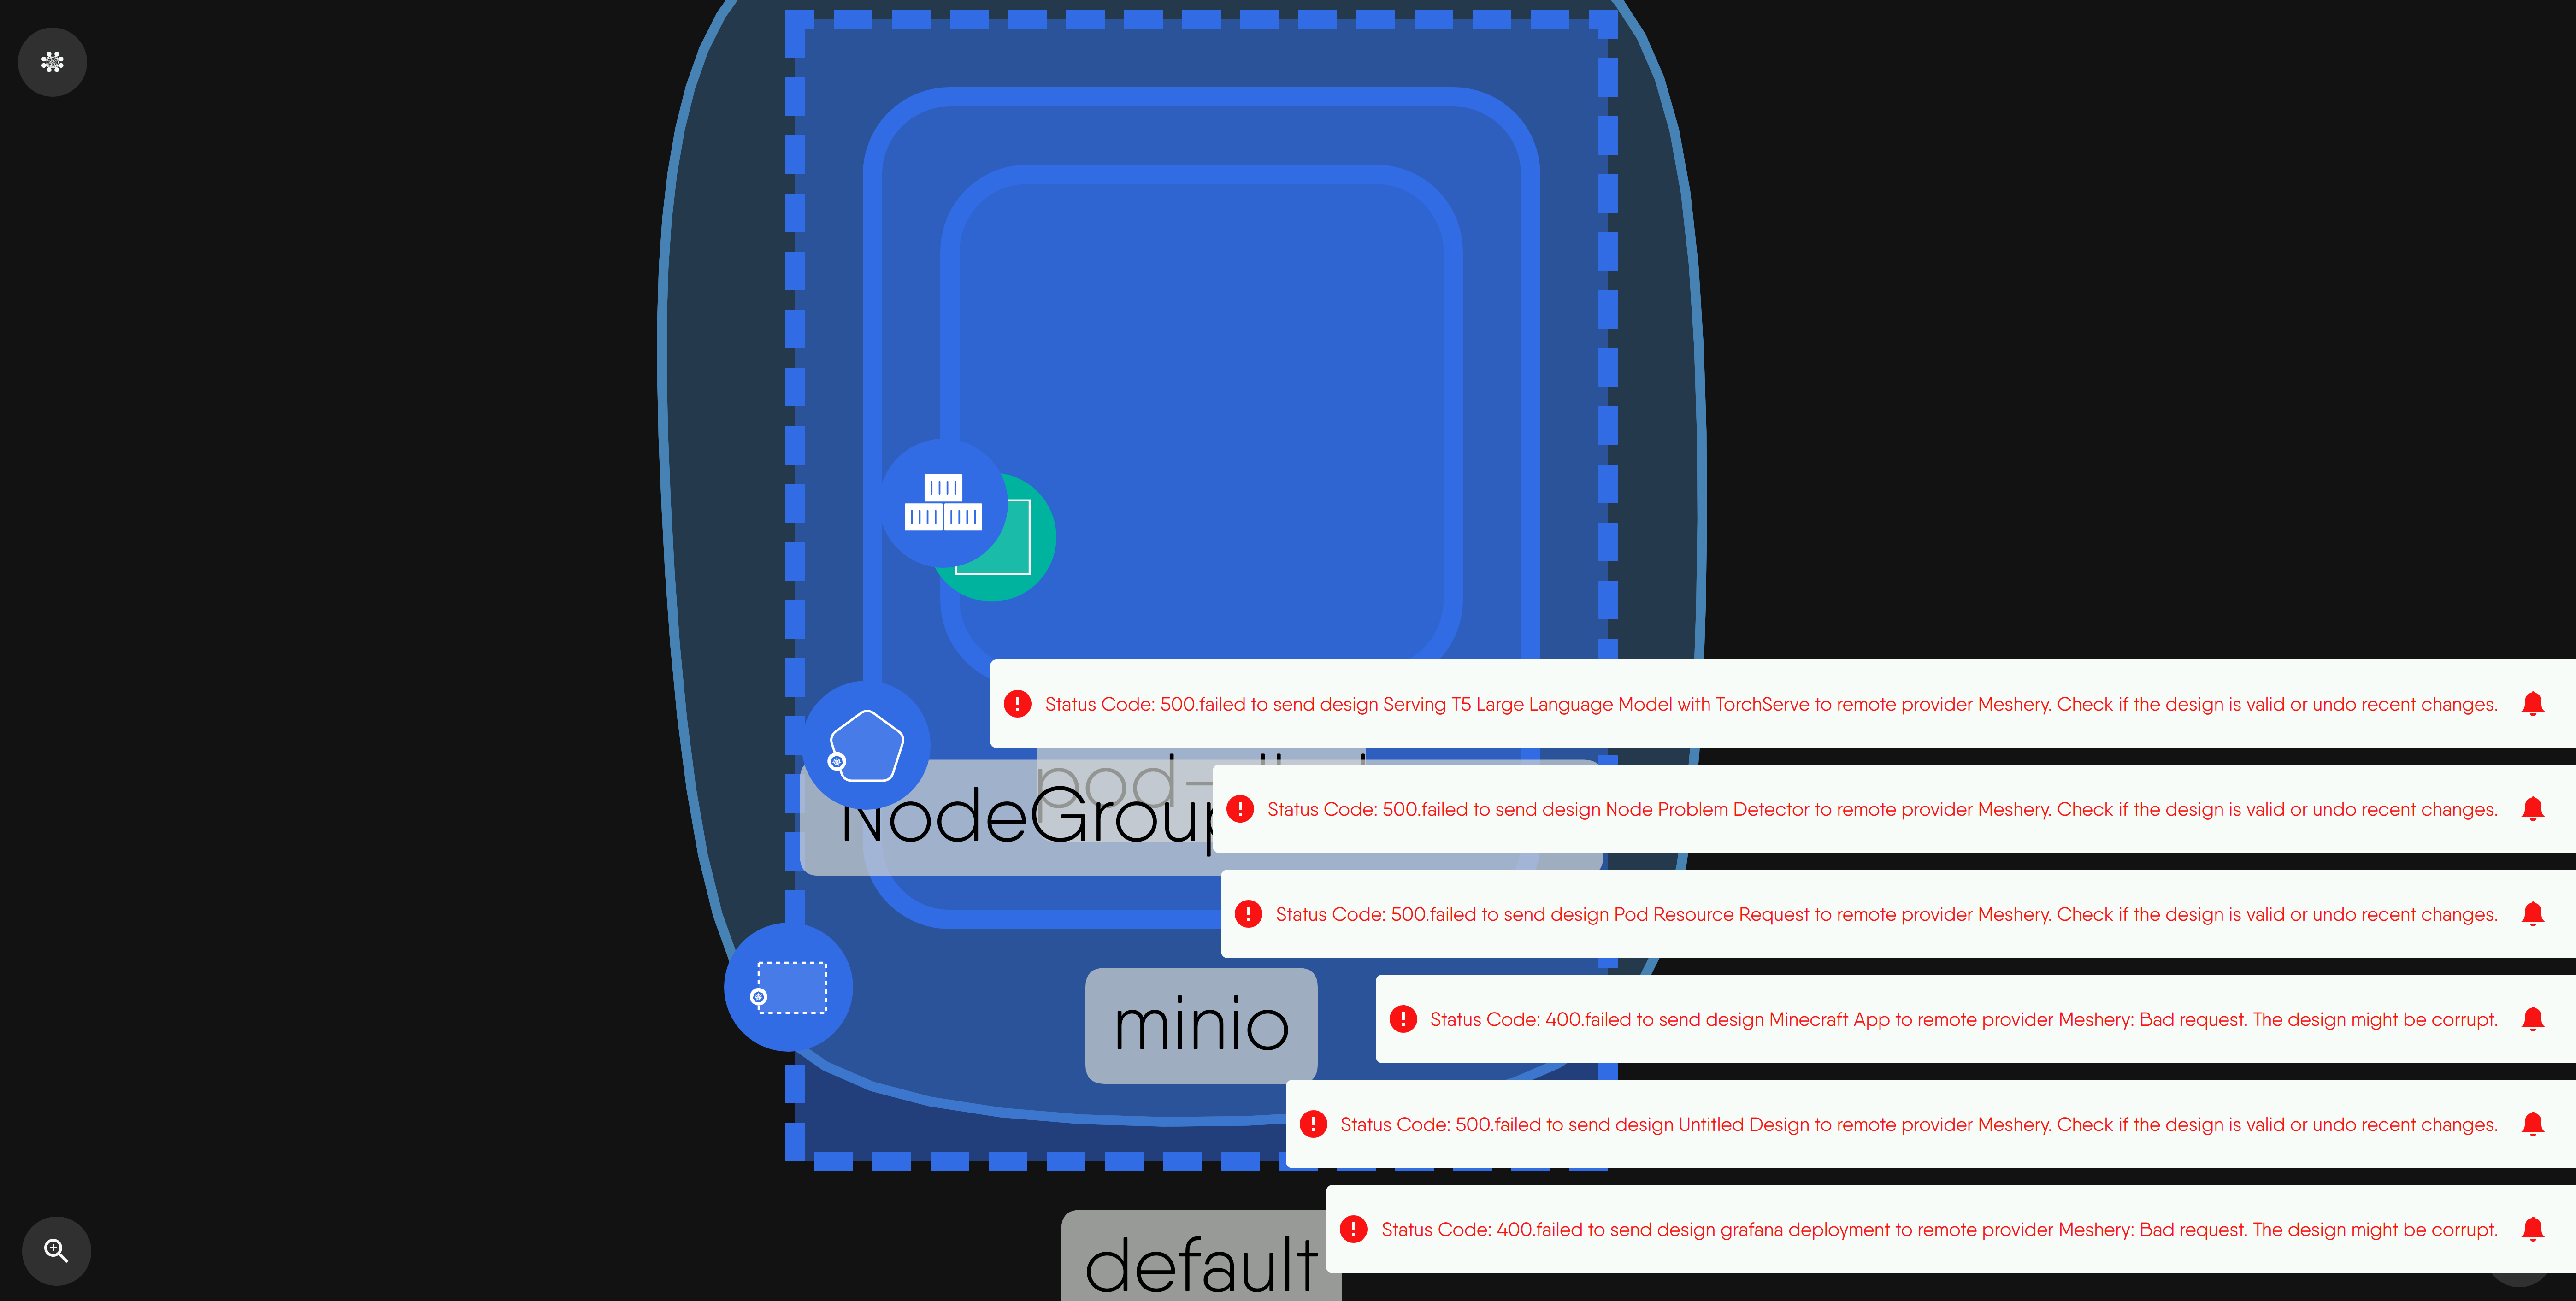 Status Code: 500.failed to send design Serving T5 Large Language Model with TorchServe to remote provider Meshery. Check if the design is valid or undo recent changes.
NodeGroup
Status Code: 500.failed to send design Node Problem Detector to remote provider Meshery. Check if the design is valid or undo recent changes.
Status Code: 500.failed to send design Pod Resource Request to remote provider Meshery. Check if the design is valid or undo recent changes.
minio
Status Code: 400.failed to send design Minecraft App to remote provider Meshery: Bad request. The design might be corrupt.
Status Code: 500.failed to send design Untitled Design to remote provider Meshery. Check if the design is valid or undo recent changes.
Status Code: 400.failed to send design grafana deployment to remote provider Meshery: Bad request. The design might be corrupt.
default